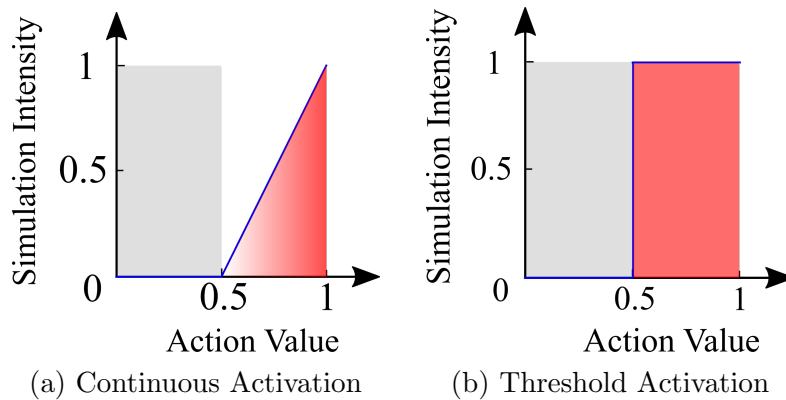 Simulation Intensity
1
0.5
0
0.5
1
Action Value
(a) Continuous Activation
Simulation Intensity
1
0.5
0
0.5
1
Action Value
(b) Threshold Activation